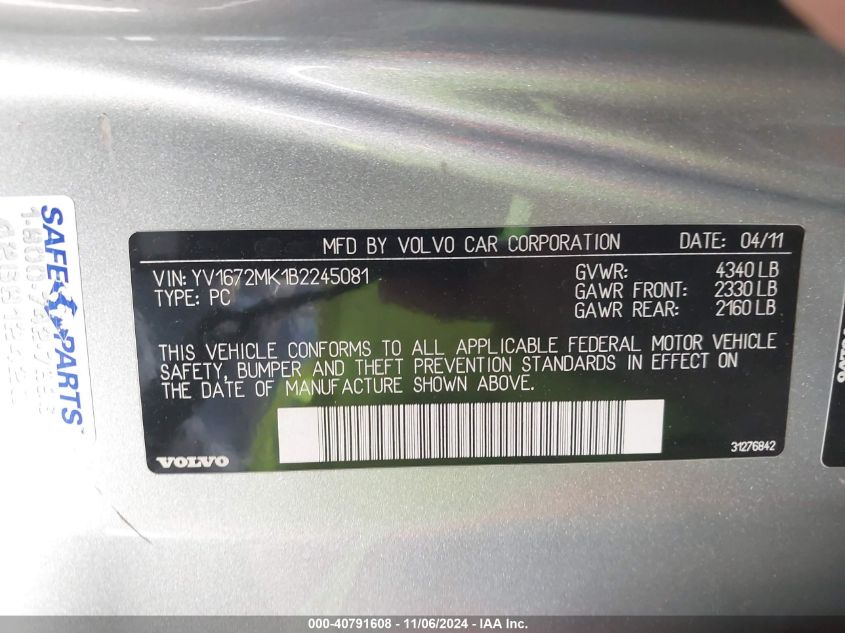 MFD BY VOLVO CAR CORPORATION DATE: 04/11
VIN: YV1672MK1B2245081
TYPE: PC
GVWR: 4340 LB
GAWR FRONT: 2330 LB
GAWR REAR: 2160 LB
THIS VEHICLE CONFORMS TO ALL APPLICABLE FEDERAL MOTOR VEHICLE
SAFETY, BUMPER AND THEFT PREVENTION STANDARDS IN EFFECT ON
THE DATE OF MANUFACTURE SHOWN ABOVE.
VOLVO
31276842
SAFE PARTS
000-40791608 - 11/06/2024 - IAA Inc.